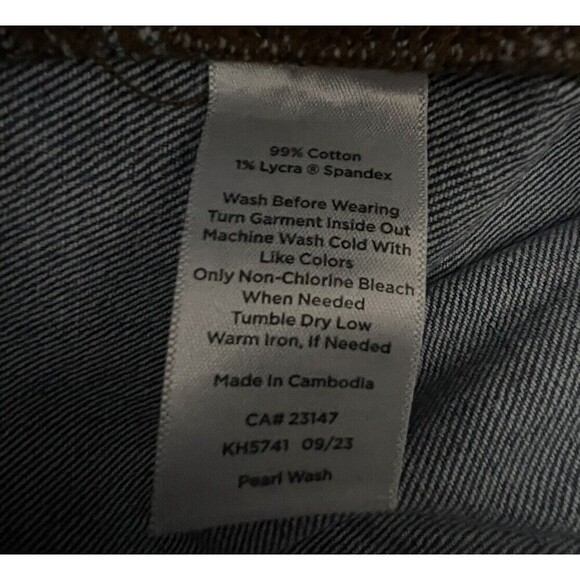 99% Cotton
1% Lycra ® Spandex
Wash Before Wearing
Turn Garment Inside Out
Machine Wash Cold With
Like Colors
Only Non-Chlorine Bleach
When Needed
Tumble Dry Low
Warm Iron, If Needed
Made In Cambodia
CA# 23147
KH5741 09/23
Pearl Wash